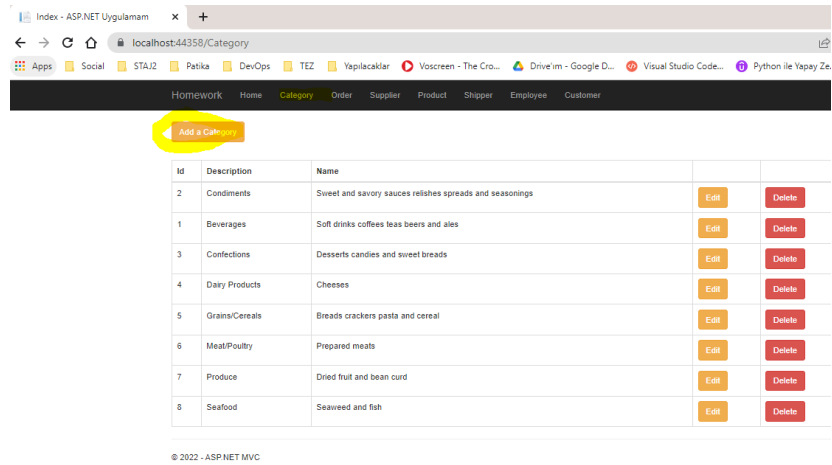 Index - ASP.NET Uygulamam
localhost:44358/Category
Apps Social STAJ2 Patika DevOps TEZ Yapılacaklar Voscreen - The Cro... Drive'ım - Google D... Visual Studio Code... Python ile Yapay Ze.
Homework Home Category Order Supplier Product Shipper Employee Customer
Add a Category
Id Description Name
2 Condiments Sweet and savory sauces relishes spreads and seasonings Edit Delete
1 Beverages Soft drinks coffees teas beers and ales Edit Delete
3 Confections Desserts candies and sweet breads Edit Delete
4 Dairy Products Cheeses Edit Delete
5 Grains/Cereals Breads crackers pasta and cereal Edit Delete
6 Meat/Poultry Prepared meats Edit Delete
7 Produce Dried fruit and bean curd Edit Delete
8 Seafood Seaweed and fish Edit Delete
© 2022 - ASP.NET MVC